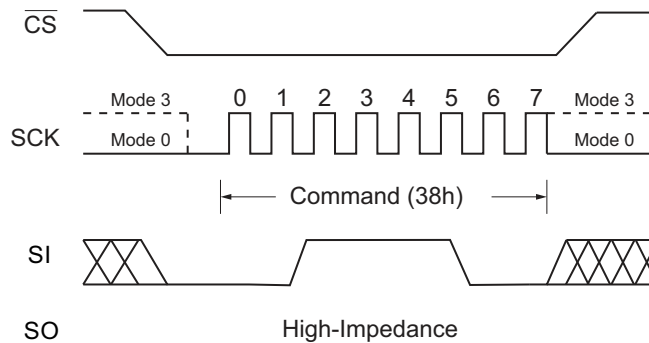 CS
Mode 3 0 1 2 3 4 5 6 7 Mode 3
SCK Mode 0 Mode 0
Command (38h)
SI
SO High-Impedance